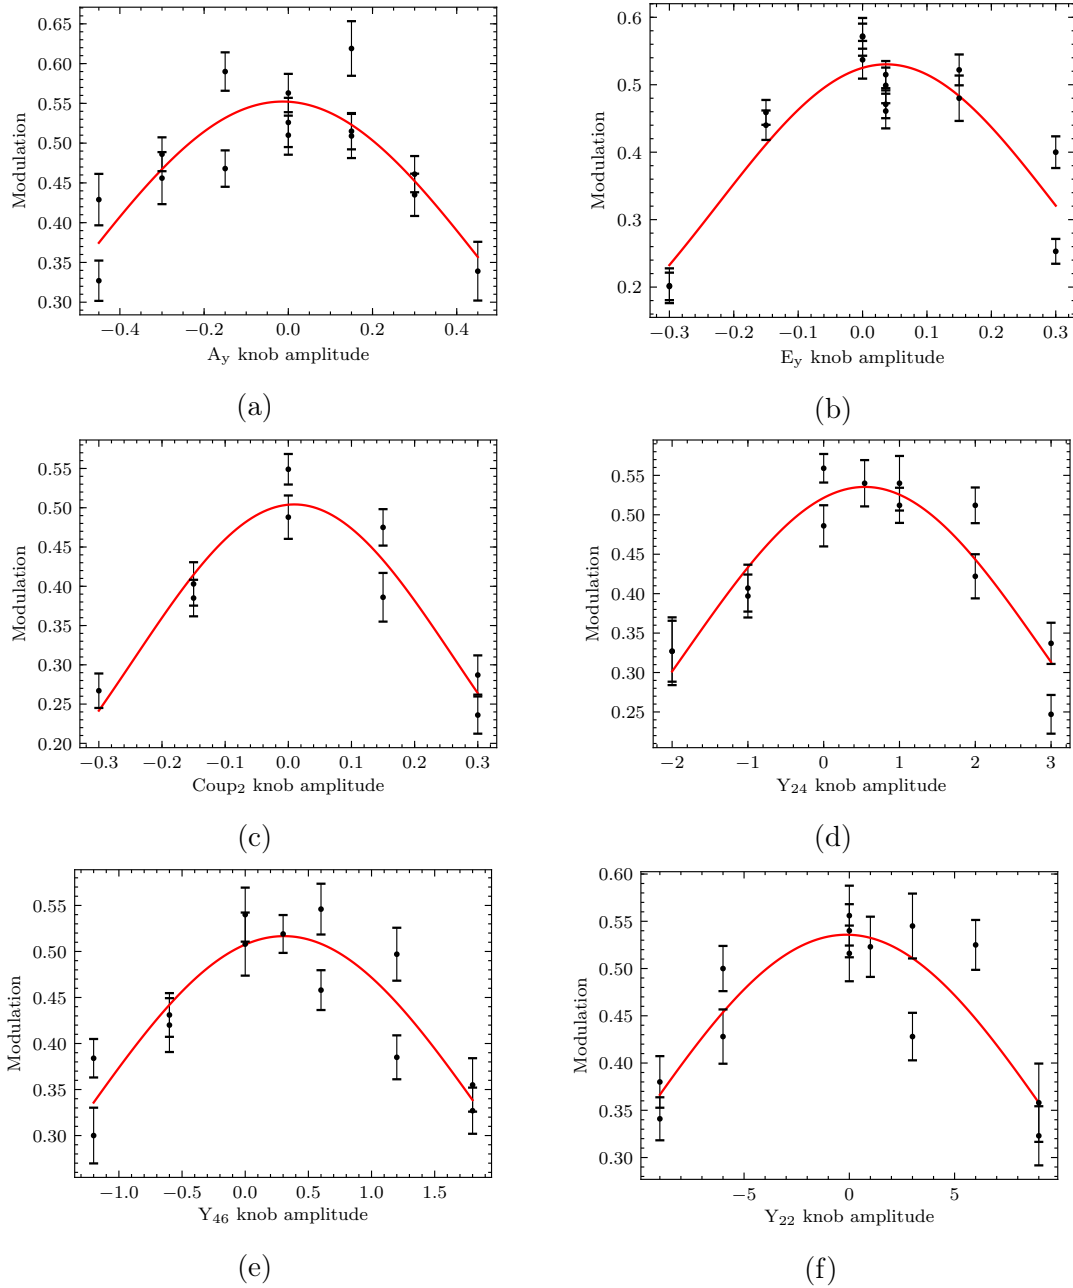 0.65
0.60
0.55
0.50
0.45
0.40
0.35
0.30
Modulation
−0.4 −0.2 0.0 0.2 0.4
A_y knob amplitude
(a)
0.6
0.5
0.4
0.3
0.2
Modulation
−0.3 −0.2 −0.1 0.0 0.1 0.2 0.3
E_y knob amplitude
(b)
0.55
0.50
0.45
0.40
0.35
0.30
0.25
0.20
Modulation
−0.3 −0.2 −0.1 0.0 0.1 0.2 0.3
Coup_2 knob amplitude
(c)
0.55
0.50
0.45
0.40
0.35
0.30
0.25
Modulation
−2 −1 0 1 2 3
Y_24 knob amplitude
(d)
0.55
0.50
0.45
0.40
0.35
0.30
Modulation
−1.0 −0.5 0.0 0.5 1.0 1.5
Y_46 knob amplitude
(e)
0.60
0.55
0.50
0.45
0.40
0.35
0.30
Modulation
−5 0 5
Y_22 knob amplitude
(f)